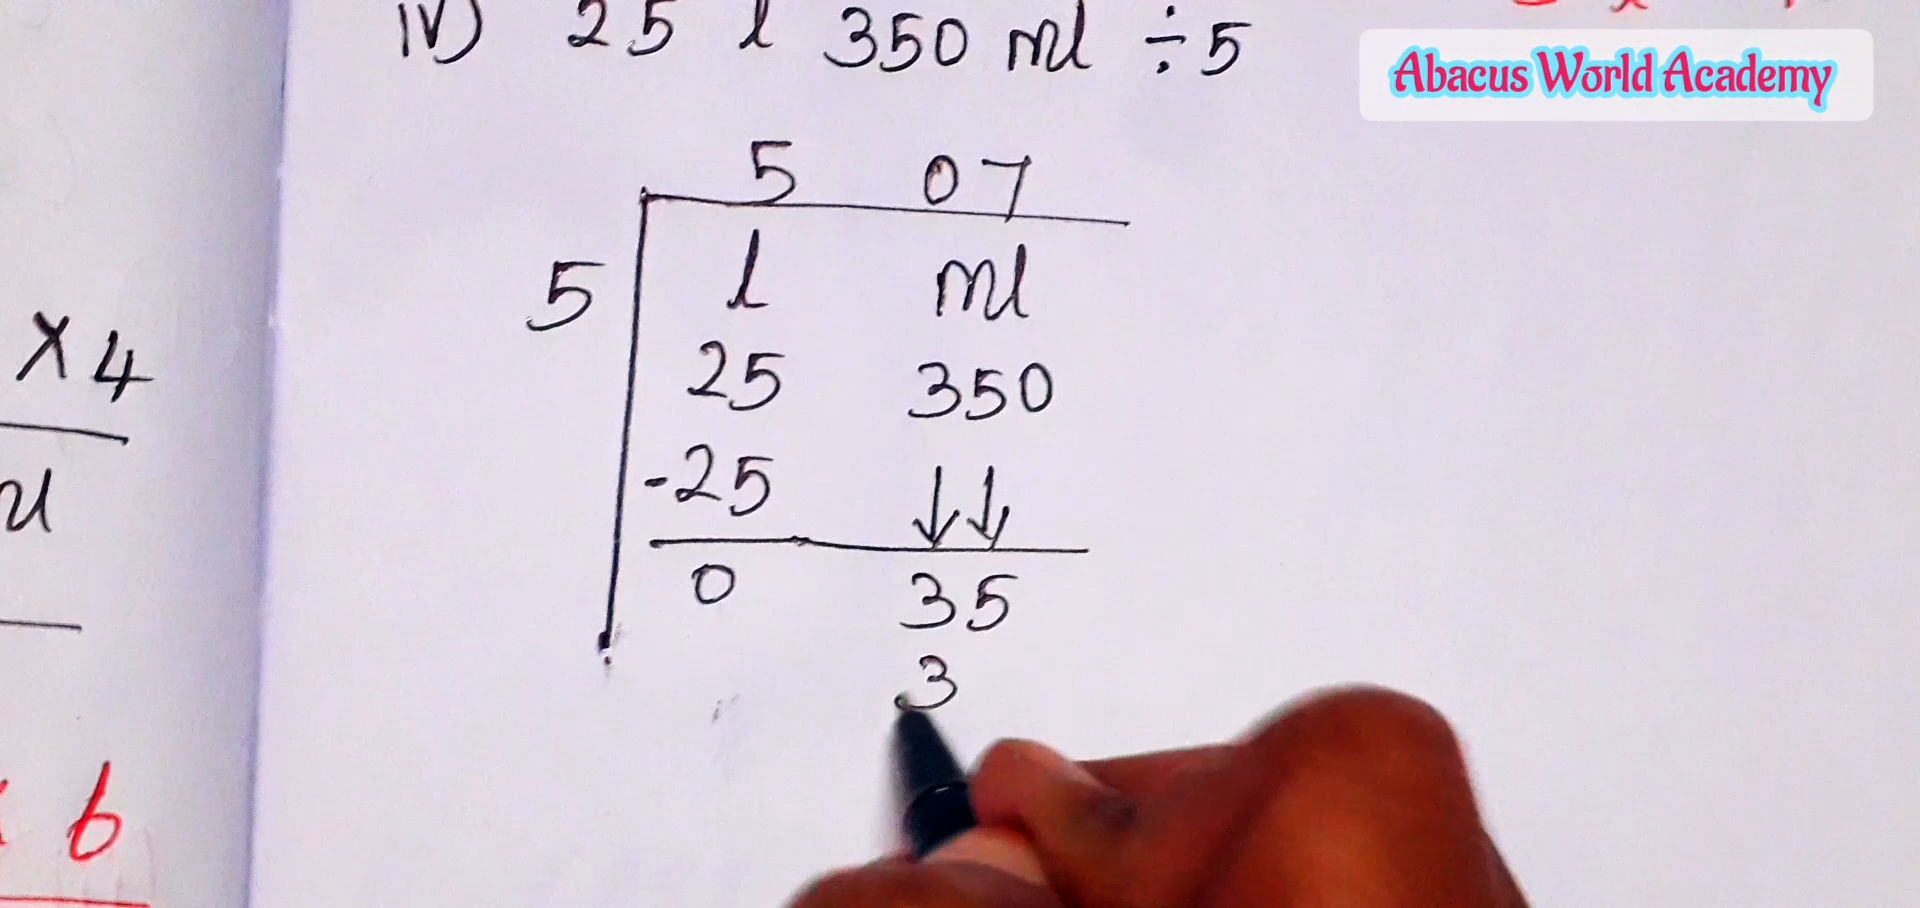 iv) 25 l 350 ml ÷ 5
Abacus World Academy
5 07
5 l ml
25 350
-25 ↓↓
0 35
3
× 4
6